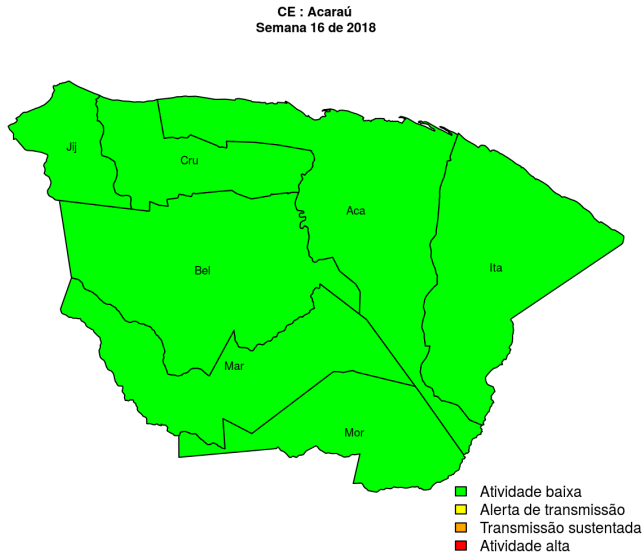 CE : Acaraú
Semana 16 de 2018
Jij
Cru
Aca
Bel
Ita
Mar
Mor
Atividade baixa
Alerta de transmissão
Transmissão sustentada
Atividade alta